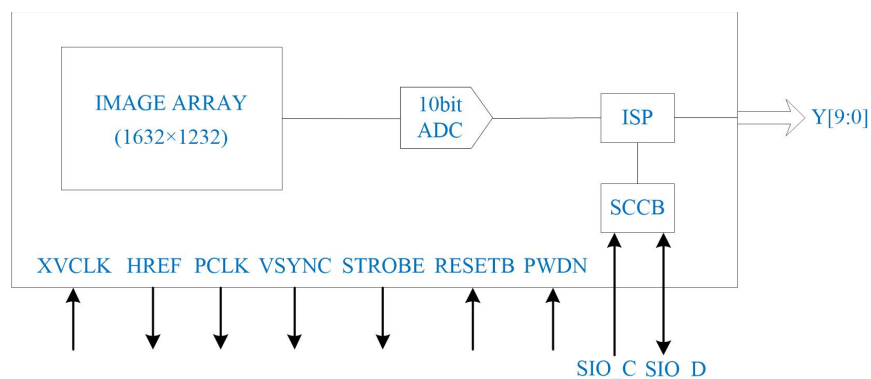 IMAGE ARRAY
(1632×1232)
10bit
ADC
ISP
Y[9:0]
SCCB
XVCLK HREF PCLK VSYNC STROBE RESETB PWDN
SIO_C SIO_D